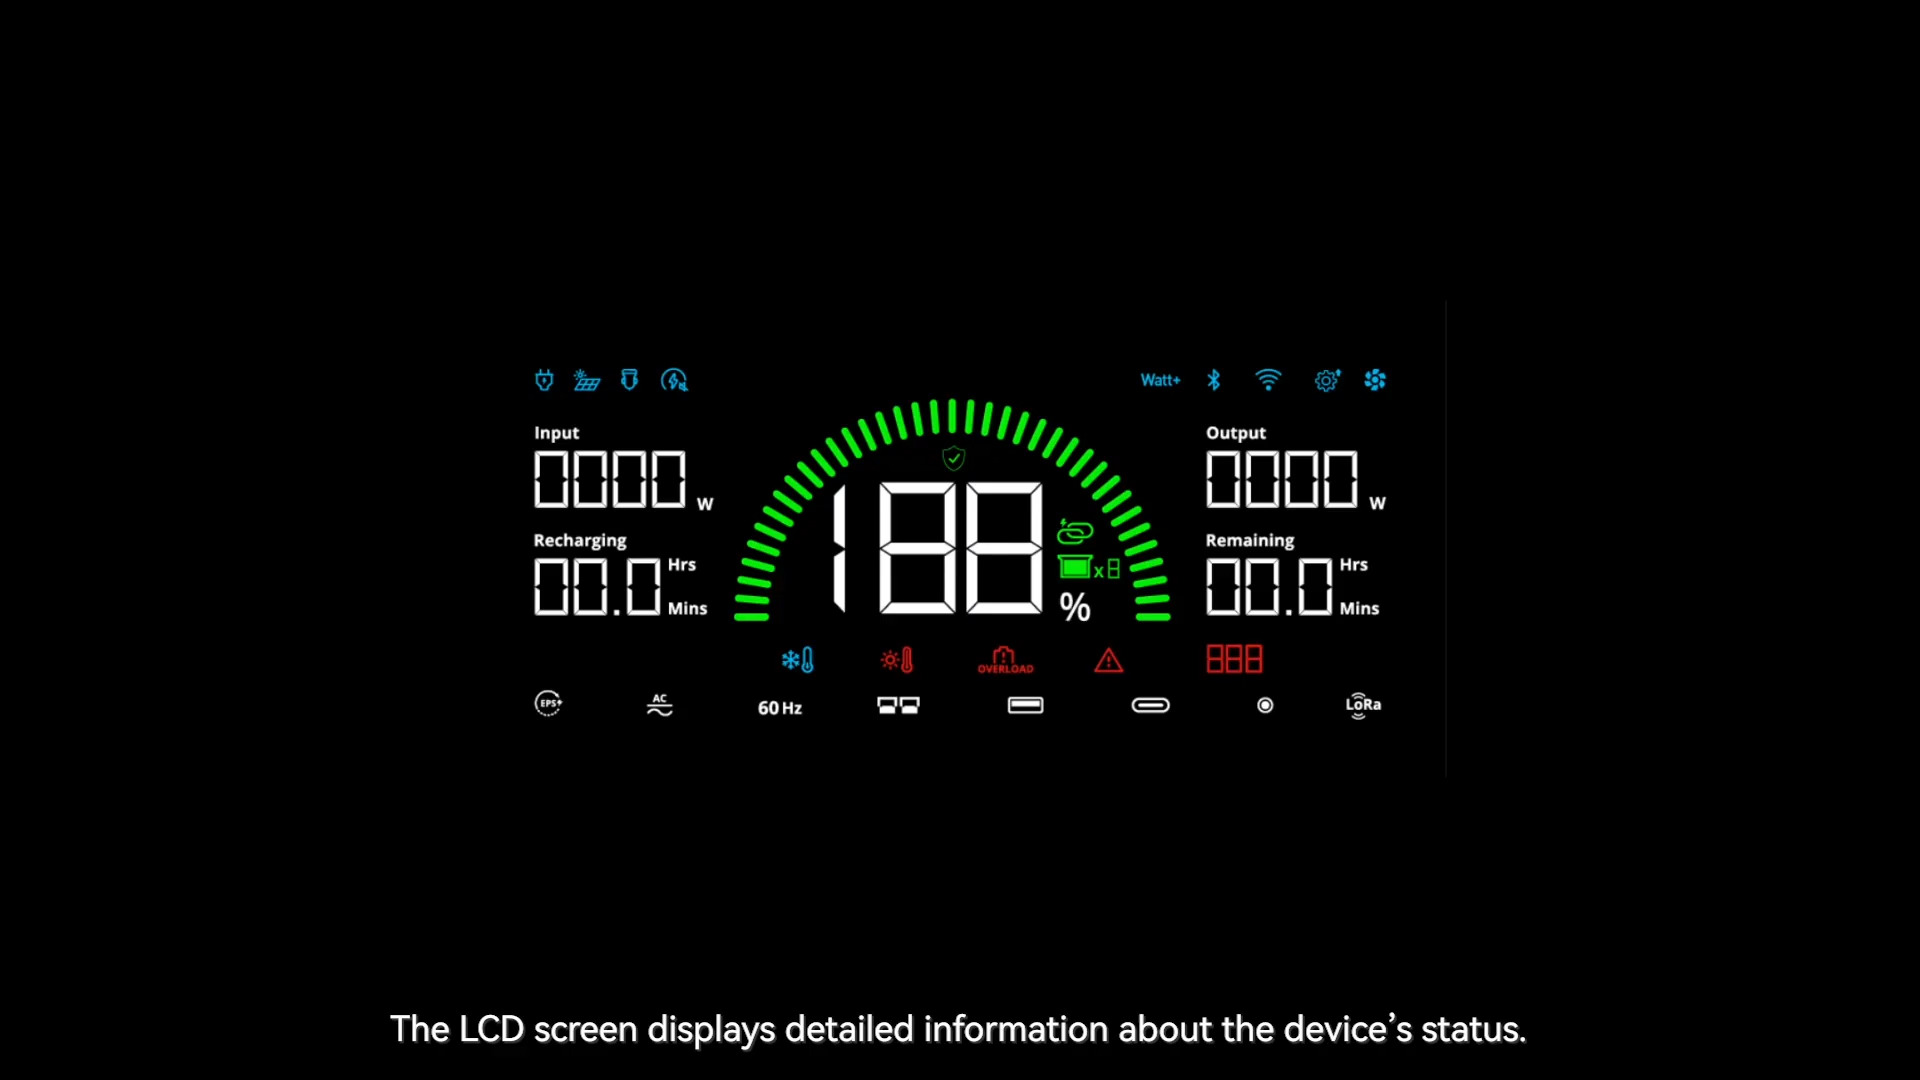 Watt+
Input
0000 W
Output
0000 W
188 %
x8
Recharging
00.0 Hrs Mins
Remaining
00.0 Hrs Mins
OVERLOAD
888
EPS+
AC
60 Hz
LoRa
The LCD screen displays detailed information about the device’s status.